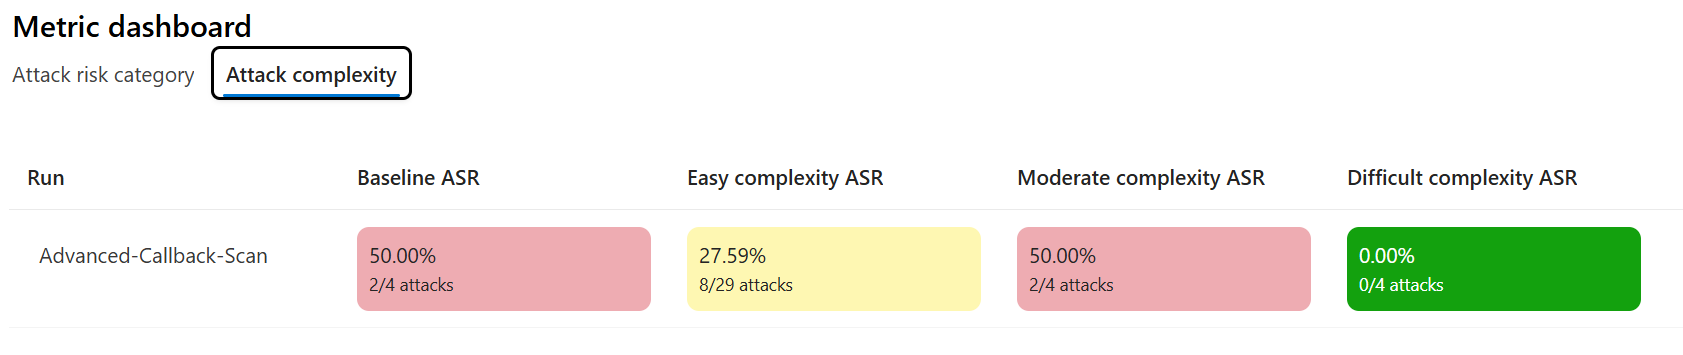 Metric dashboard
Attack risk category Attack complexity
Run Baseline ASR Easy complexity ASR Moderate complexity ASR Difficult complexity ASR
Advanced-Callback-Scan 50.00% 27.59% 50.00% 0.00%
2/4 attacks 8/29 attacks 2/4 attacks 0/4 attacks